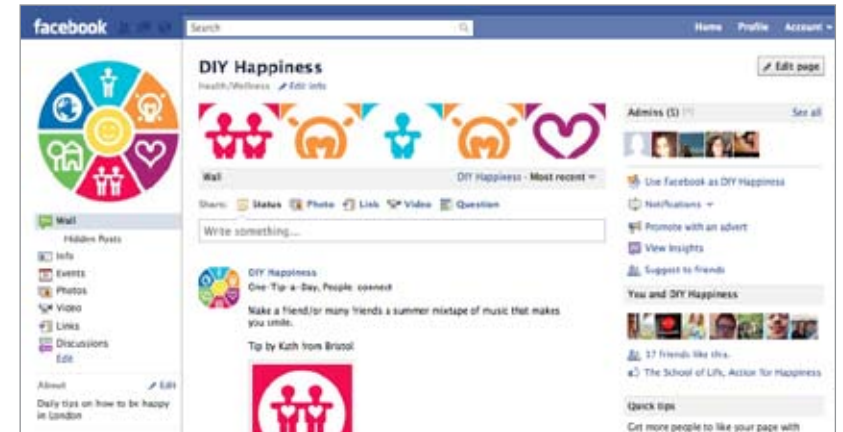 facebook
Search
Home Profile Account
DIY Happiness
Health/Wellness Edit info
Edit page
Wall
DIY Happiness · Most recent
Share: Status Photo Link Video Question
Write something...
DIY Happiness
One-Tip-a-Day, People connect
Make a friend/or many friends a summer mixtape of music that makes
you smile.
Tip by Kath from Bristol
Wall
Hidden Posts
Info
Events
Photos
Video
Links
Discussions
Edit
About Edit
Daily tips on how to be happy
in London
Admins (5) See all
Use Facebook as DIY Happiness
Notifications
Promote with an advert
View Insights
Suggest to friends
You and DIY Happiness
17 friends like this.
The School of Life, Action for Happiness
Quick tips
Get more people to like your page with